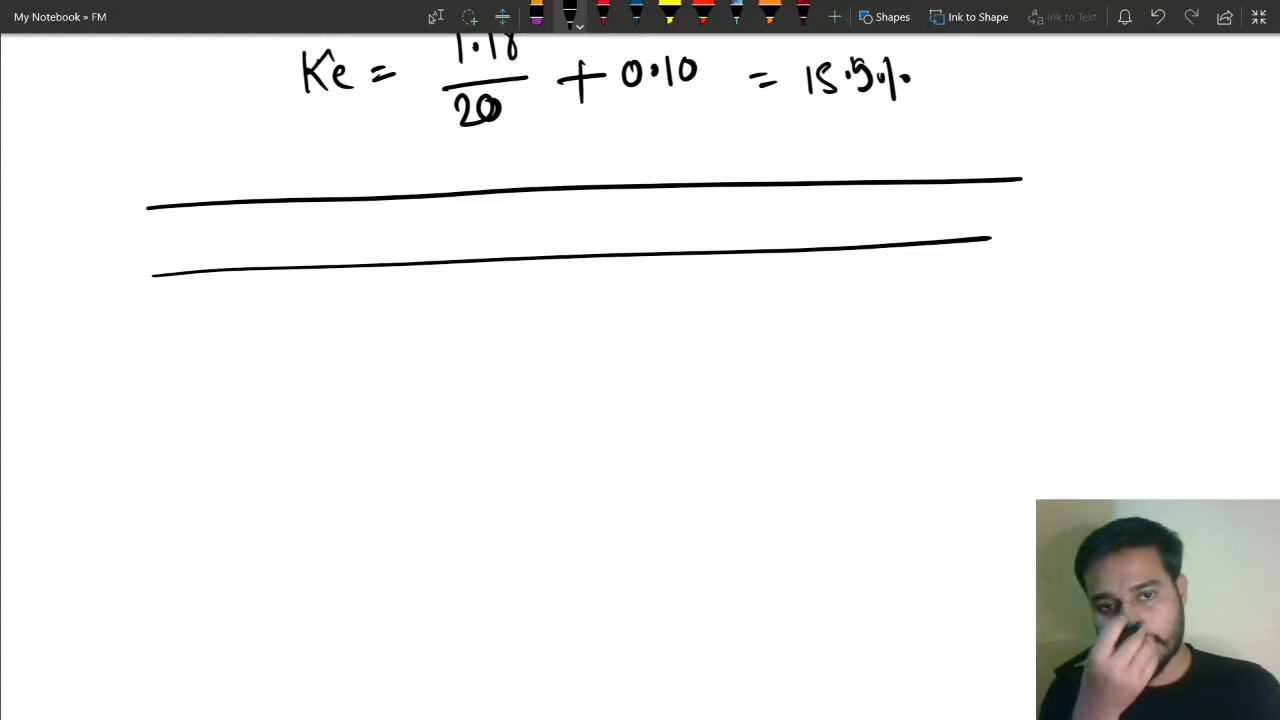 My Notebook » FM
Shapes
Ink to Shape
Ink to Text
Ke = 1.18 / 20 + 0.10 = 15.9%